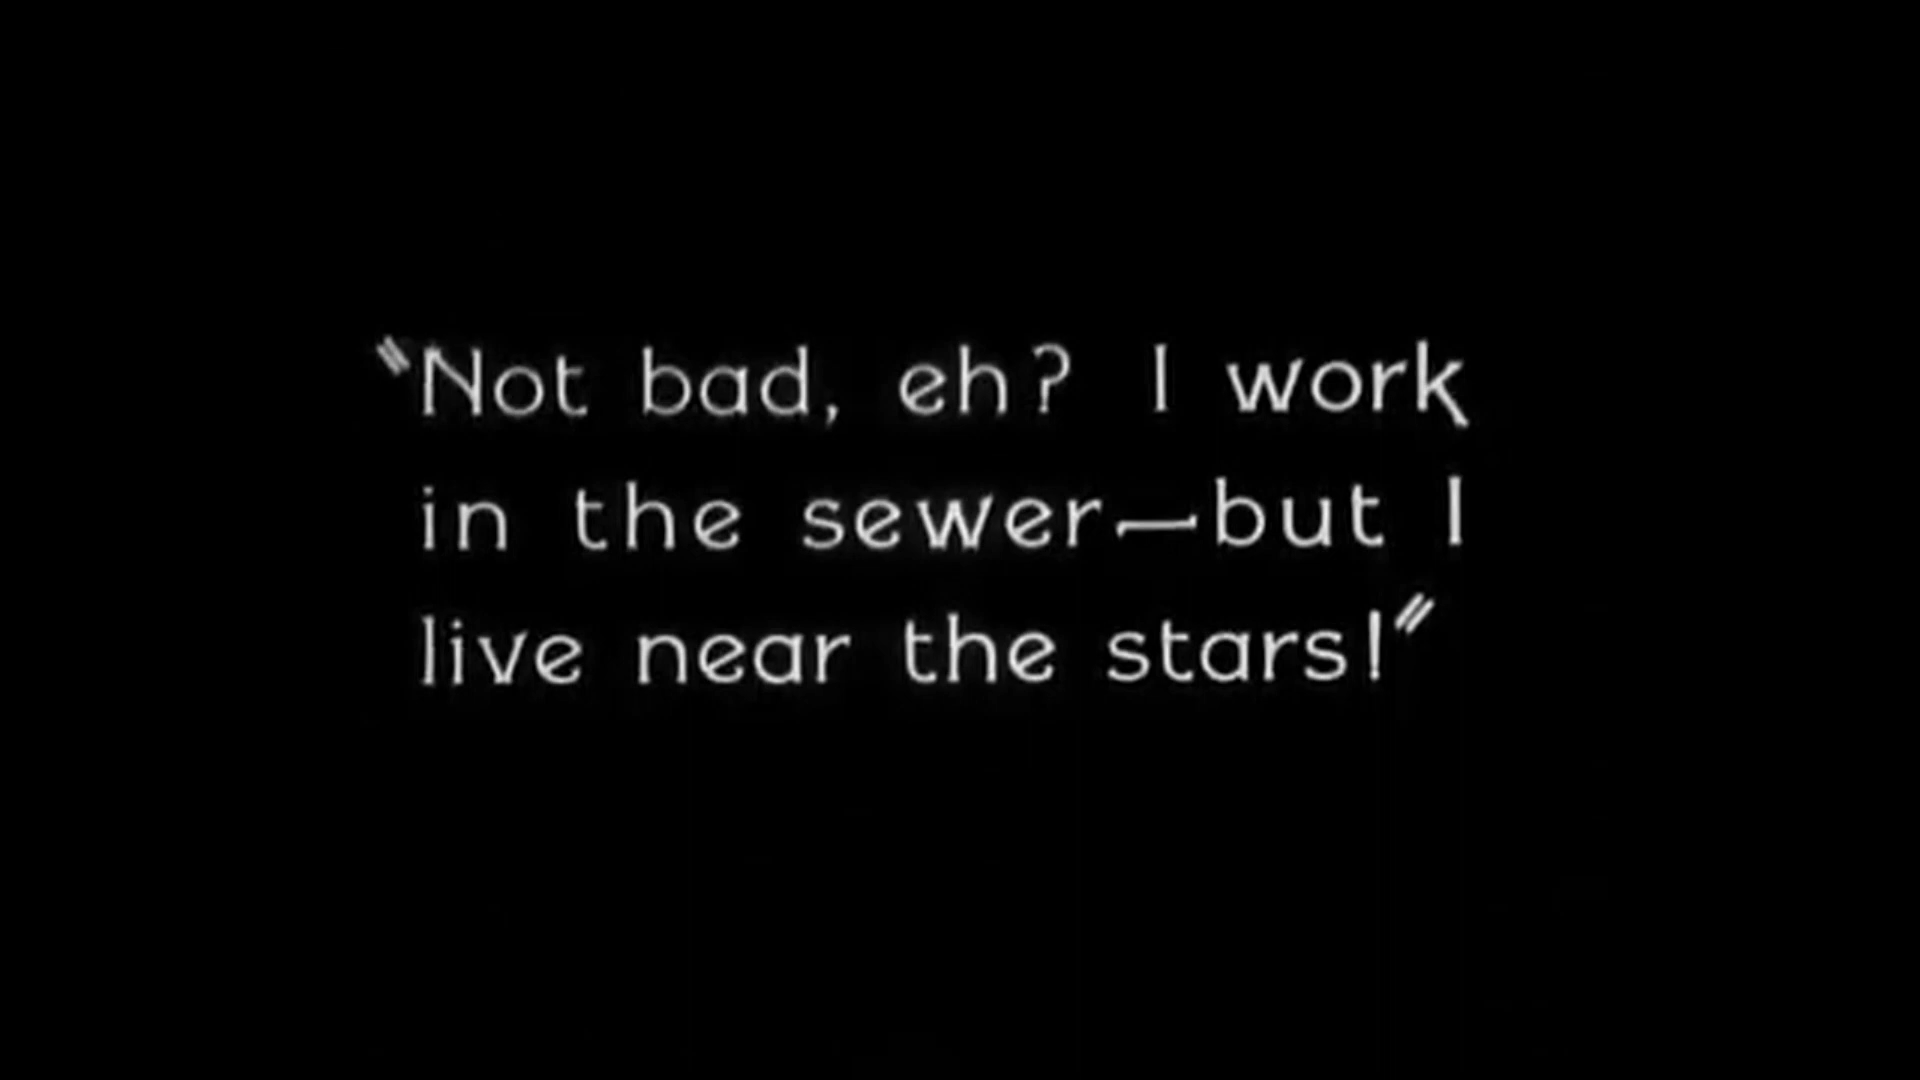 "Not bad, eh? I work
in the sewer—but I
live near the stars!"